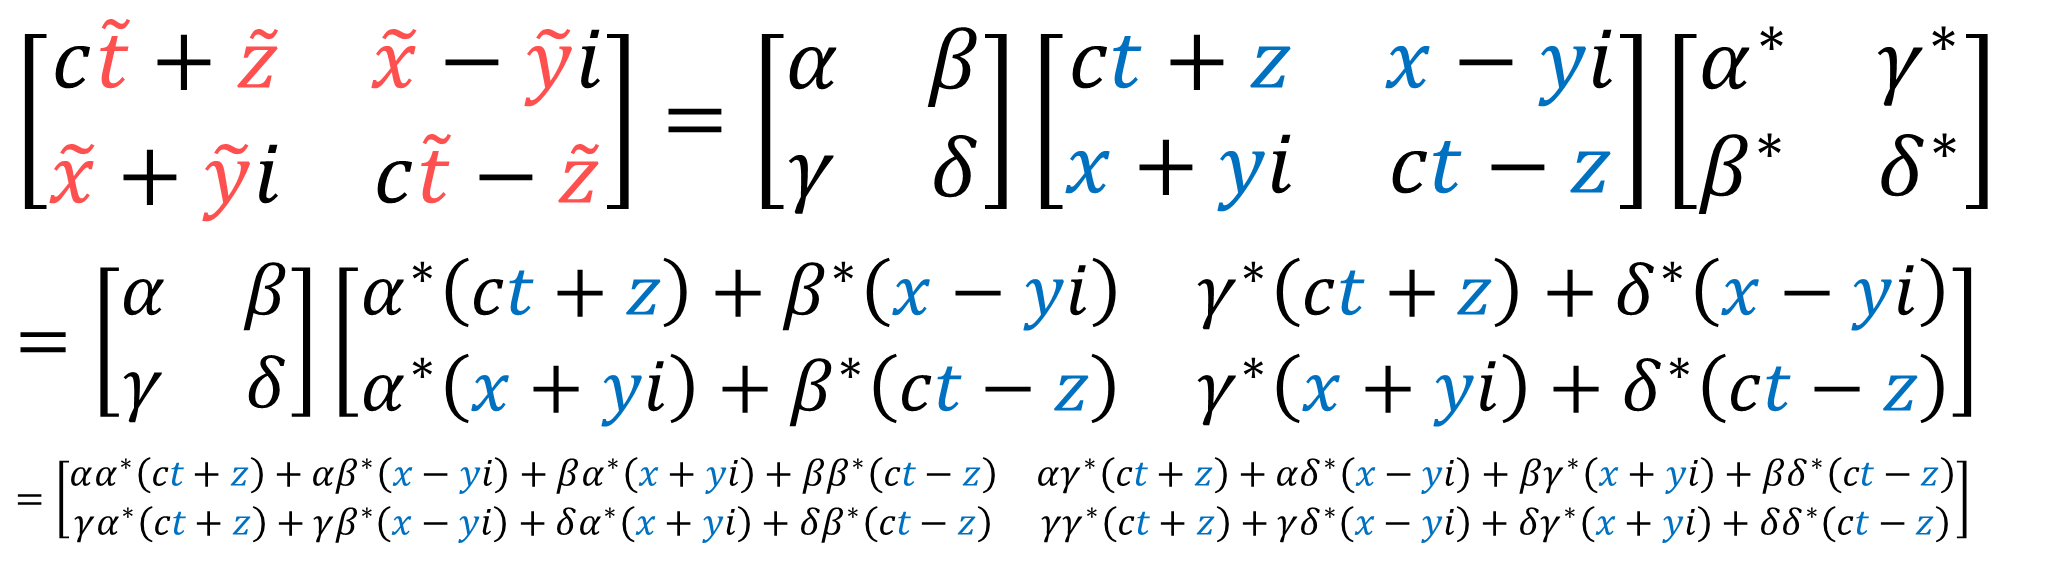 [ct̃ + z̃  x̃ − ỹi; x̃ + ỹi  ct̃ − z̃] = [α  β; γ  δ] [ct + z  x − yi; x + yi  ct − z] [α*  γ*; β*  δ*]
= [α  β; γ  δ] [α*(ct + z) + β*(x − yi)  γ*(ct + z) + δ*(x − yi); α*(x + yi) + β*(ct − z)  γ*(x + yi) + δ*(ct − z)]
= [αα*(ct + z) + αβ*(x − yi) + βα*(x + yi) + ββ*(ct − z)  αγ*(ct + z) + αδ*(x − yi) + βγ*(x + yi) + βδ*(ct − z); γα*(ct + z) + γβ*(x − yi) + δα*(x + yi) + δβ*(ct − z)  γγ*(ct + z) + γδ*(x − yi) + δγ*(x + yi) + δδ*(ct − z)]